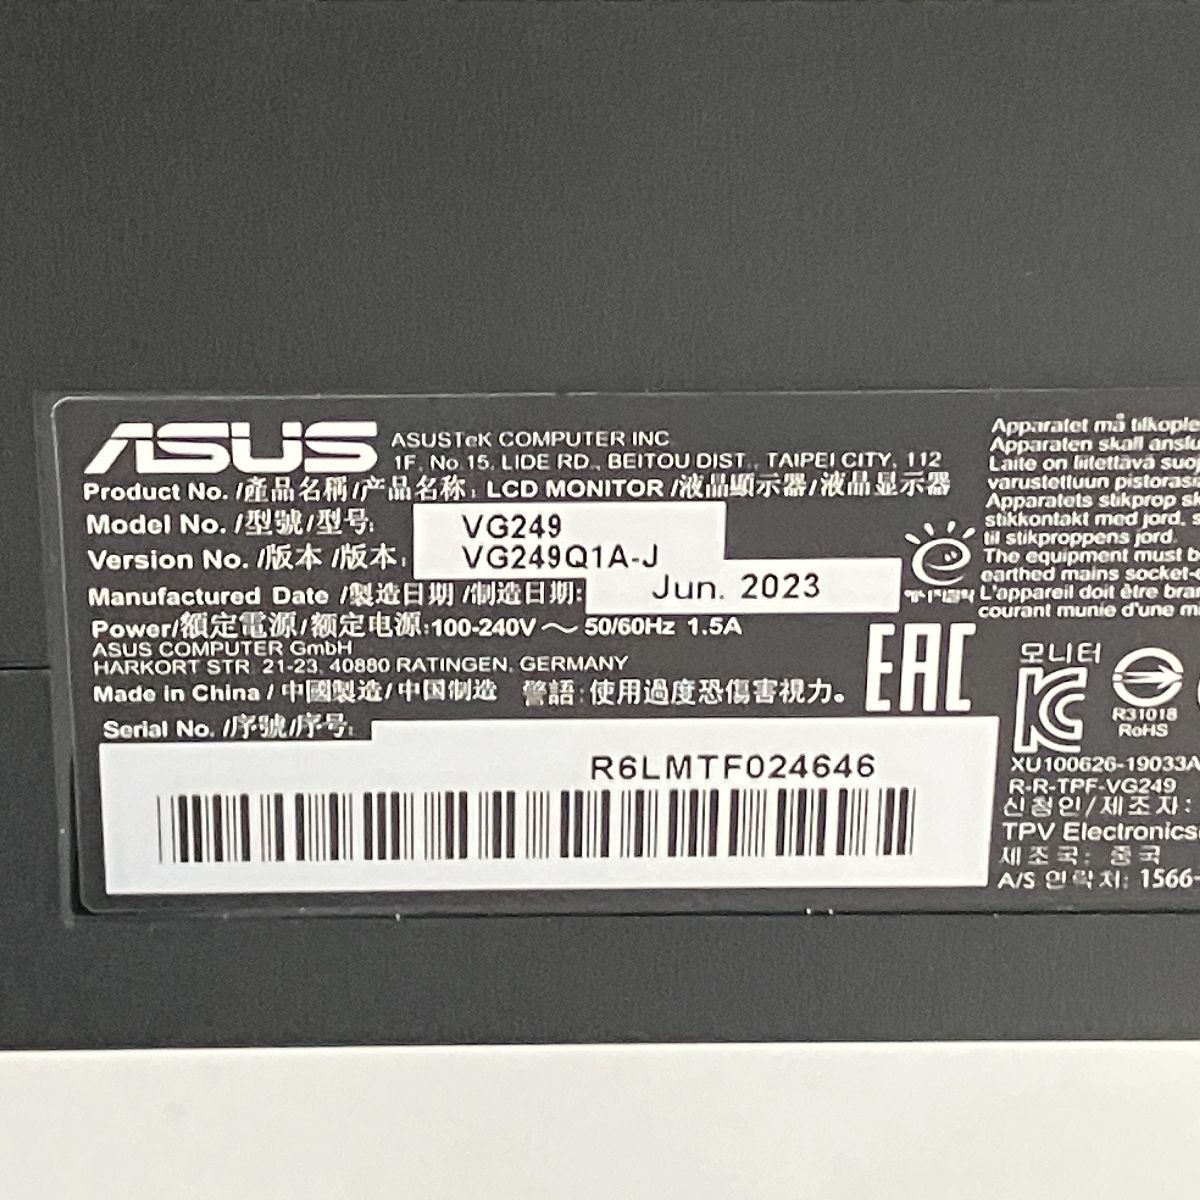 ASUS
ASUSTeK COMPUTER INC
1F, No 15, LIDE RD., BEITOU DIST., TAIPEI CITY, 112
Product No. /產品名稱/产品名称: LCD MONITOR /液晶顯示器/液晶显示器
Model No. /型號/型号: VG249
Version No. /版本 /版本: VG249Q1A-J
Manufactured Date /製造日期 /制造日期: Jun. 2023
Power/額定電源/额定电源:100-240V ～ 50/60Hz 1.5A
ASUS COMPUTER GmbH
HARKORT STR 21-23, 40880 RATINGEN, GERMANY
Made in China / 中國製造/中国制造 警語:使用過度恐傷害視力。
EAC
Serial No. /序號/序号:
R6LMTF024646
Apparatet må tilkople
Apparaten skall anslu
Laite on liitettävä suo
varustettuun pistorasi
Apparatets stikprop sk
stikkontakt med jord, s
til stikproppens jord.
The equipment must b
earthed mains socket-
L'appareil doit être bra
courant munie d'une m
모니터
R31018
RoHS
XU100626-19033A
R-R-TPF-VG249
신청인/제조자:
TPV Electronics
제조국: 중국
A/S 연락처: 1566-